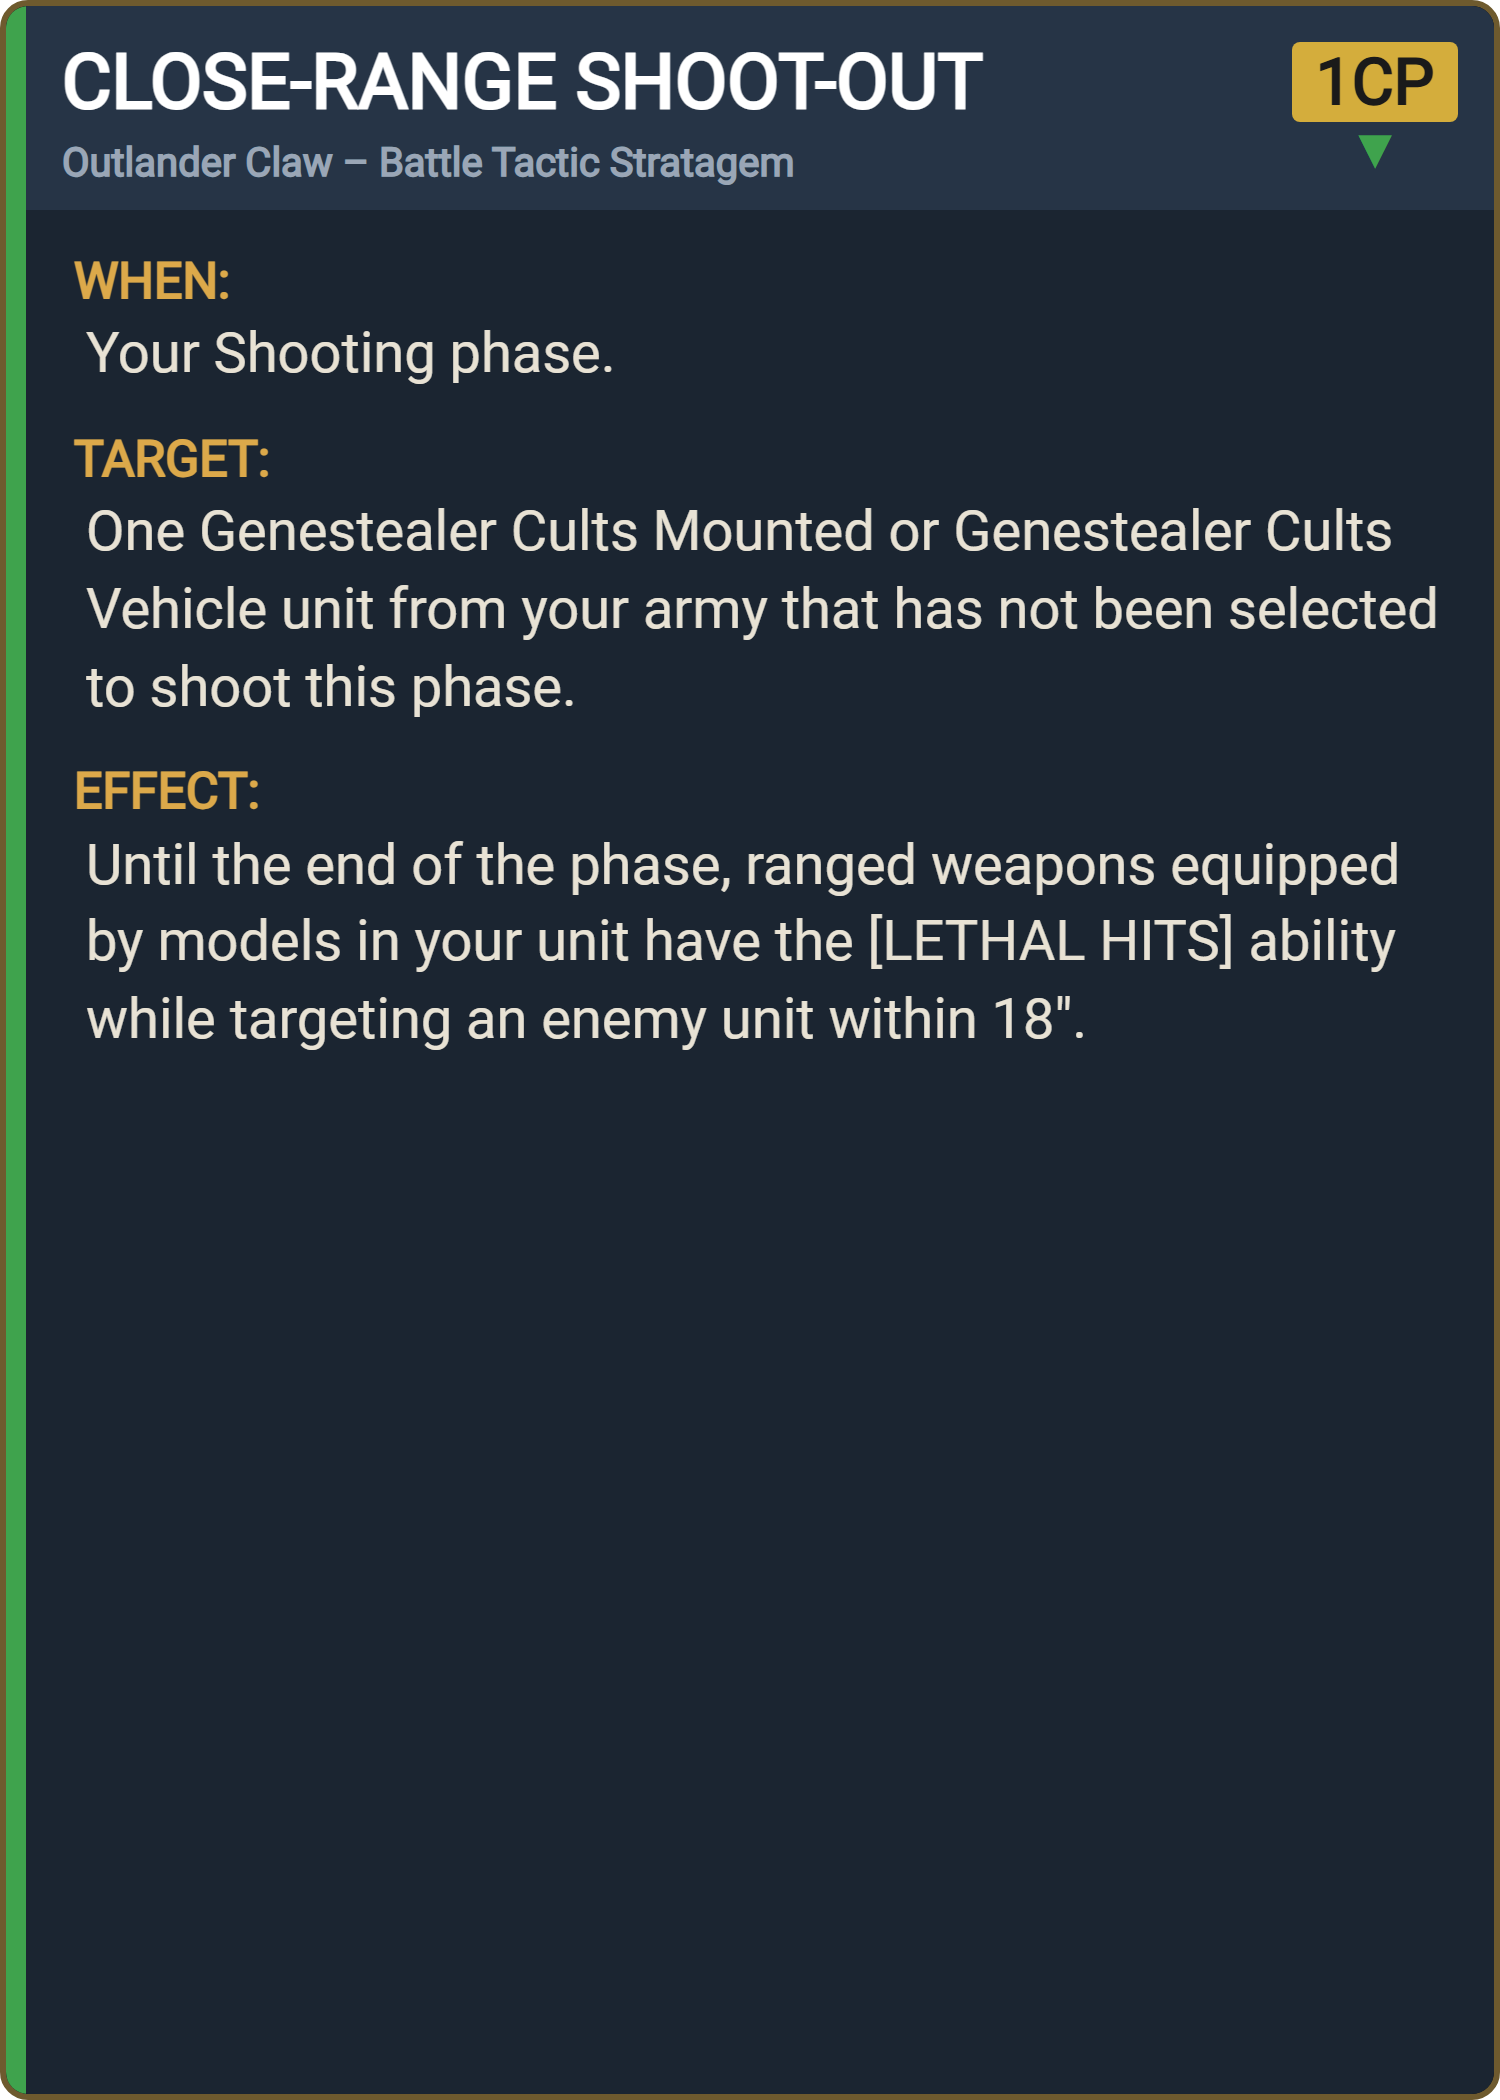 CLOSE-RANGE SHOOT-OUT
1CP
Outlander Claw – Battle Tactic Stratagem
WHEN:
Your Shooting phase.
TARGET:
One Genestealer Cults Mounted or Genestealer Cults
Vehicle unit from your army that has not been selected
to shoot this phase.
EFFECT:
Until the end of the phase, ranged weapons equipped
by models in your unit have the [LETHAL HITS] ability
while targeting an enemy unit within 18".